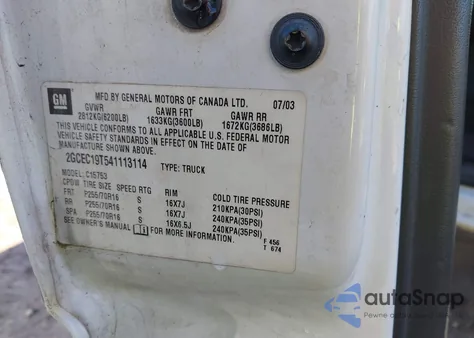 GM
MFD BY GENERAL MOTORS OF CANADA LTD. 07/03
GVWR GAWR FRT GAWR RR
2812KG(6200LB) 1633KG(3600LB) 1672KG(3686LB)
THIS VEHICLE CONFORMS TO ALL APPLICABLE U.S. FEDERAL MOTOR
VEHICLE SAFETY STANDARDS IN EFFECT ON THE DATE OF
MANUFACTURE SHOWN ABOVE.
2GCEC19T541113114 TYPE: TRUCK
MODEL: C15753
TIRE SIZE SPEED RTG RIM COLD TIRE PRESSURE
FRT P255/70R16 S 16X7J 210KPA(30PSI)
RR P255/70R16 S 16X7J 240KPA(35PSI)
SPA P255/70R16 S 16X6.5J 240KPA(35PSI)
SEE OWNER'S MANUAL FOR MORE INFORMATION.
F 456
T 674
autoSnap
Pewne auto z